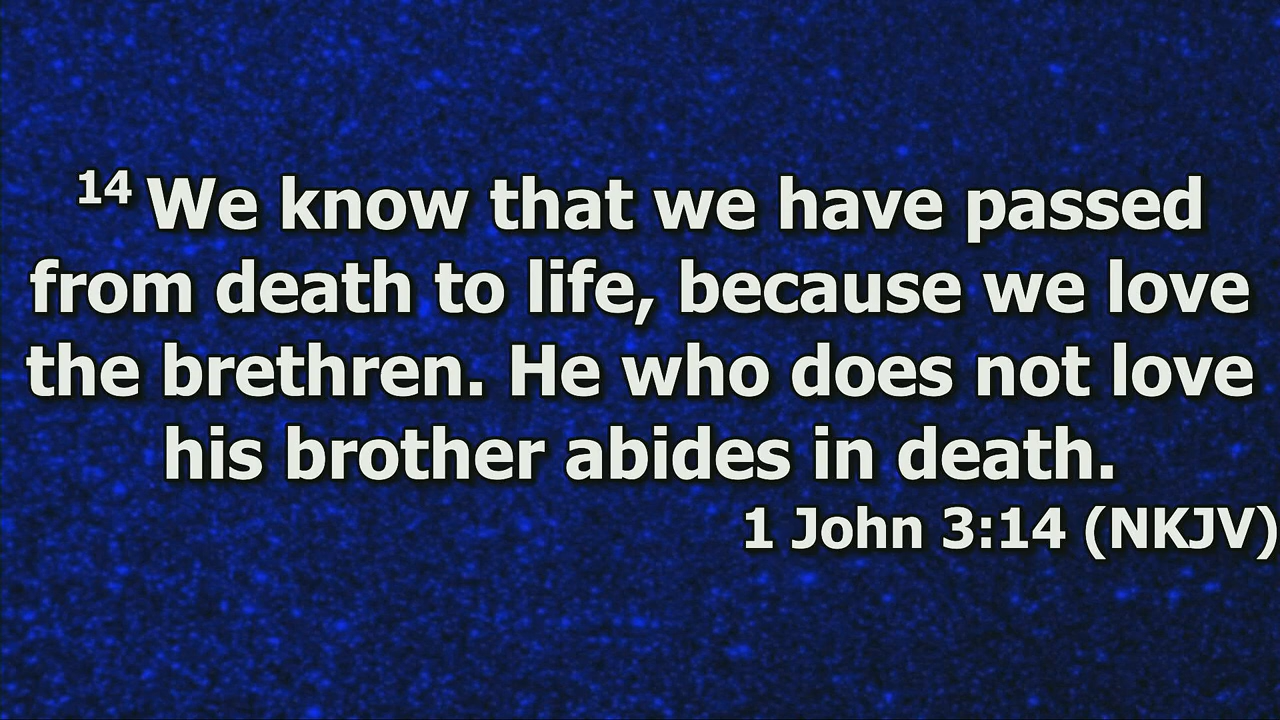 14 We know that we have passed
from death to life, because we love
the brethren. He who does not love
his brother abides in death.
1 John 3:14 (NKJV)